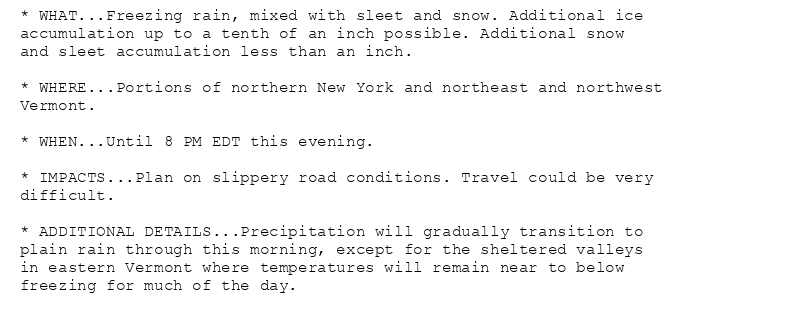 * WHAT...Freezing rain, mixed with sleet and snow. Additional ice
accumulation up to a tenth of an inch possible. Additional snow
and sleet accumulation less than an inch.
* WHERE...Portions of northern New York and northeast and northwest
Vermont.
* WHEN...Until 8 PM EDT this evening.
* IMPACTS...Plan on slippery road conditions. Travel could be very
difficult.
* ADDITIONAL DETAILS...Precipitation will gradually transition to
plain rain through this morning, except for the sheltered valleys
in eastern Vermont where temperatures will remain near to below
freezing for much of the day.